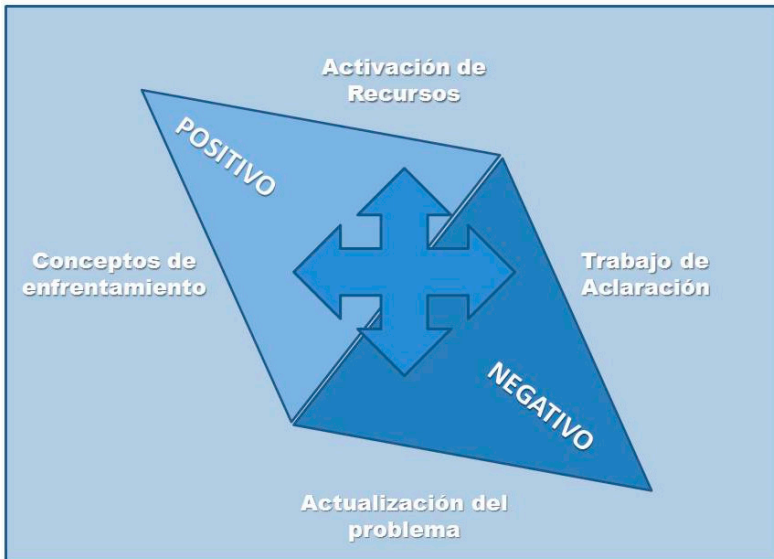 Activación de
Recursos
POSITIVO
Conceptos de
enfrentamiento
Trabajo de
Aclaración
NEGATIVO
Actualización del
problema